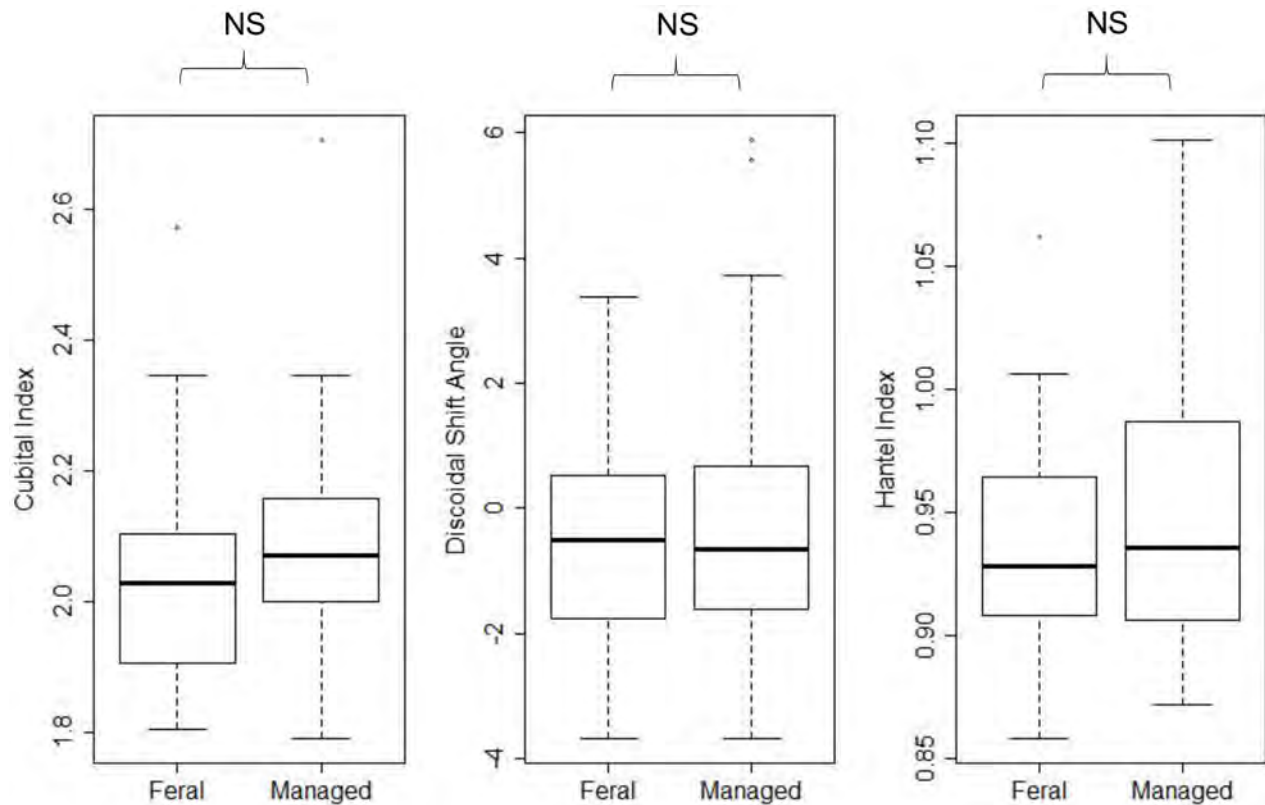 NS
Cubital Index
2.6
2.4
2.2
2.0
1.8
Feral Managed
NS
Discoidal Shift Angle
6
4
2
0
-2
-4
Feral Managed
NS
Hantel Index
1.10
1.05
1.00
0.95
0.90
0.85
Feral Managed